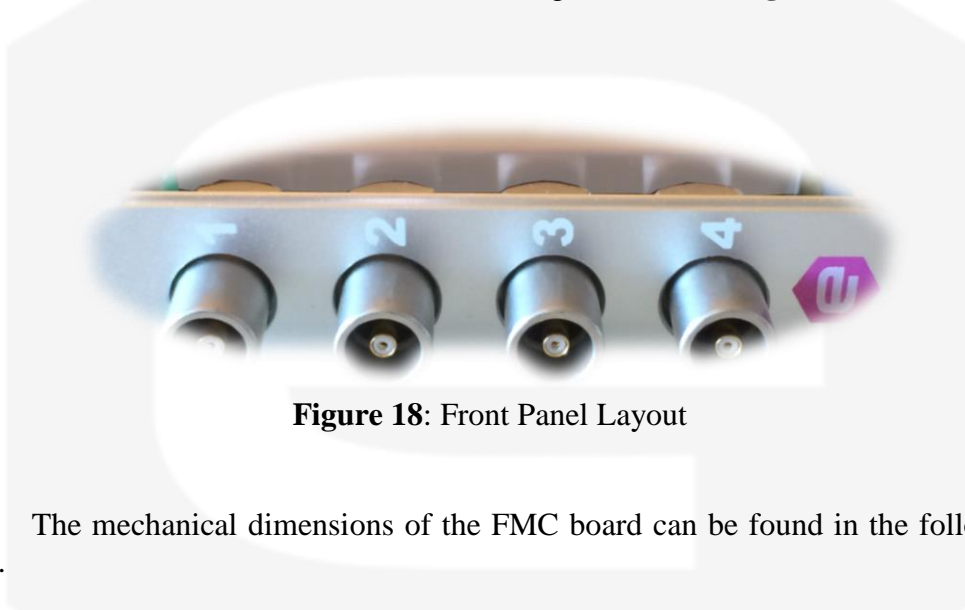 1 2 3 4
e
Figure 18: Front Panel Layout
The mechanical dimensions of the FMC board can be found in the
.